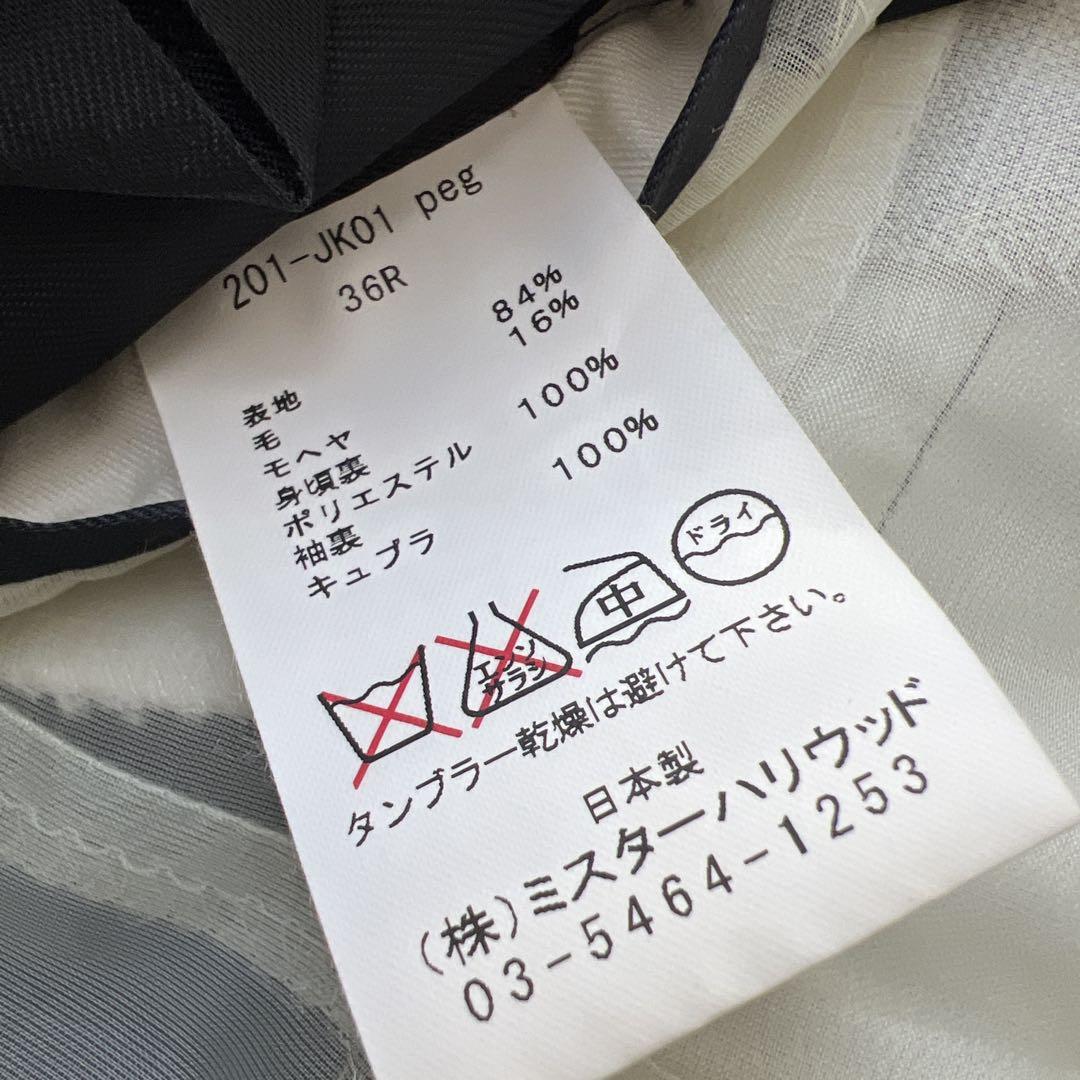 201-JK01 peg
36R
表地
毛 84%
モヘヤ 16%
身頃裏
ポリエステル 100%
袖裏
キュプラ 100%
エンソ
サラシ
中
ドライ
タンブラー乾燥は避けて下さい。
日本製
(株)ミスターハリウッド
03-5464-1253